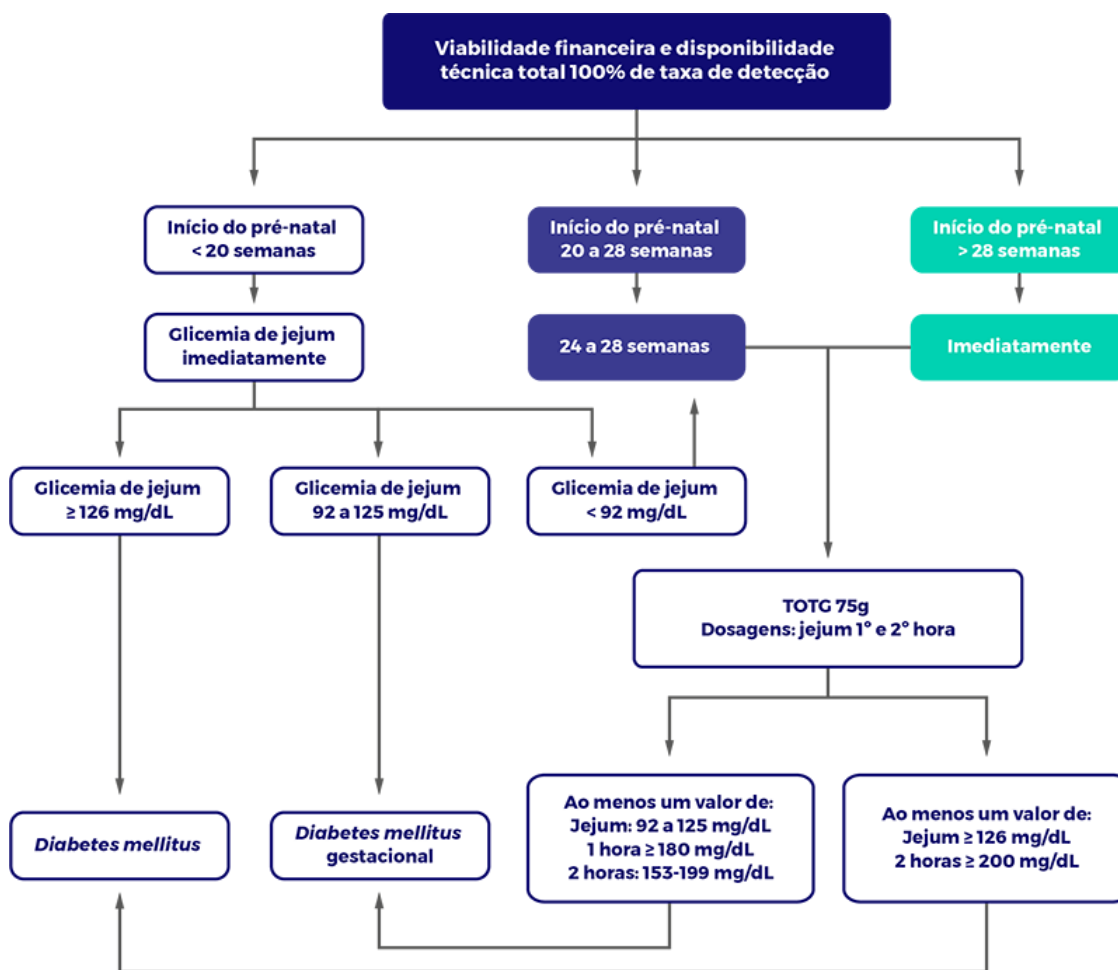 Viabilidade financeira e disponibilidade
técnica total 100% de taxa de detecção
Início do pré-natal
< 20 semanas
Início do pré-natal
20 a 28 semanas
Início do pré-natal
> 28 semanas
Glicemia de jejum
imediatamente
24 a 28 semanas
Imediatamente
Glicemia de jejum
≥ 126 mg/dL
Glicemia de jejum
92 a 125 mg/dL
Glicemia de jejum
< 92 mg/dL
TOTG 75g
Dosagens: jejum 1º e 2º hora
Diabetes mellitus
Diabetes mellitus
gestacional
Ao menos um valor de:
Jejum: 92 a 125 mg/dL
1 hora ≥ 180 mg/dL
2 horas: 153-199 mg/dL
Ao menos um valor de:
Jejum ≥ 126 mg/dL
2 horas ≥ 200 mg/dL